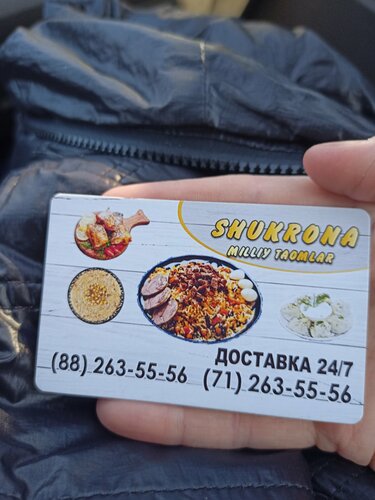 SHUKRONA
MILLIY TAOMLAR
ДОСТАВКА 24/7
(88) 263-55-56 (71) 263-55-56